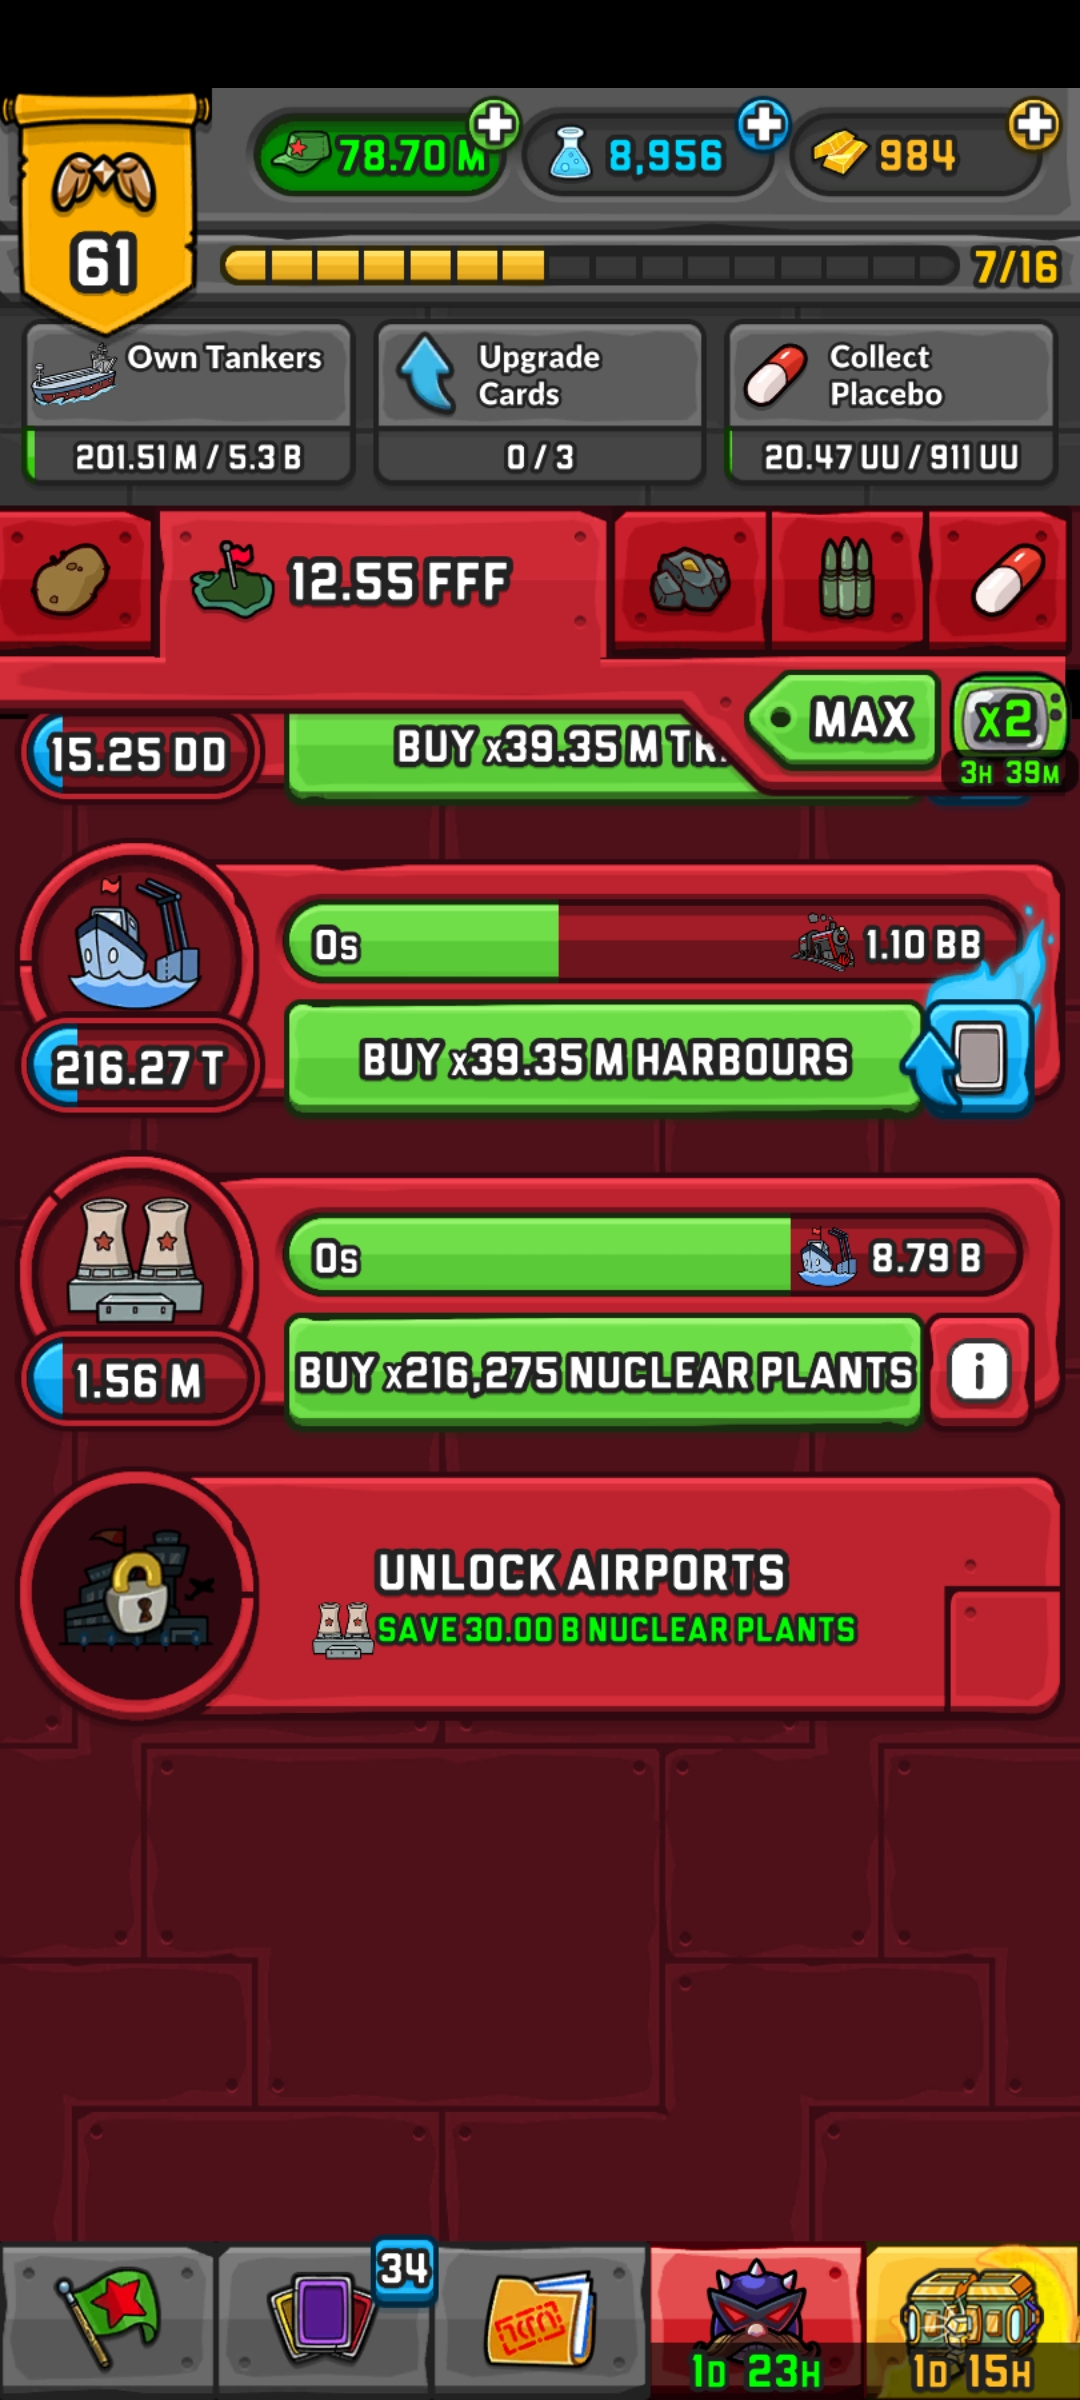 78.70 M
8,956
984
61
7/16
Own Tankers
201.51 M / 5.3 B
Upgrade
Cards
0 / 3
Collect
Placebo
20.47 UU / 911 UU
12.55 FFF
MAX
x2
3H 39M
15.25 DD
BUY x39.35 M TR
0s
1.10 BB
216.27 T
BUY x39.35 M HARBOURS
0s
8.79 B
1.56 M
BUY x216,275 NUCLEAR PLANTS
i
UNLOCK AIRPORTS
SAVE 30.00 B NUCLEAR PLANTS
34
1D 23H
1D 15H